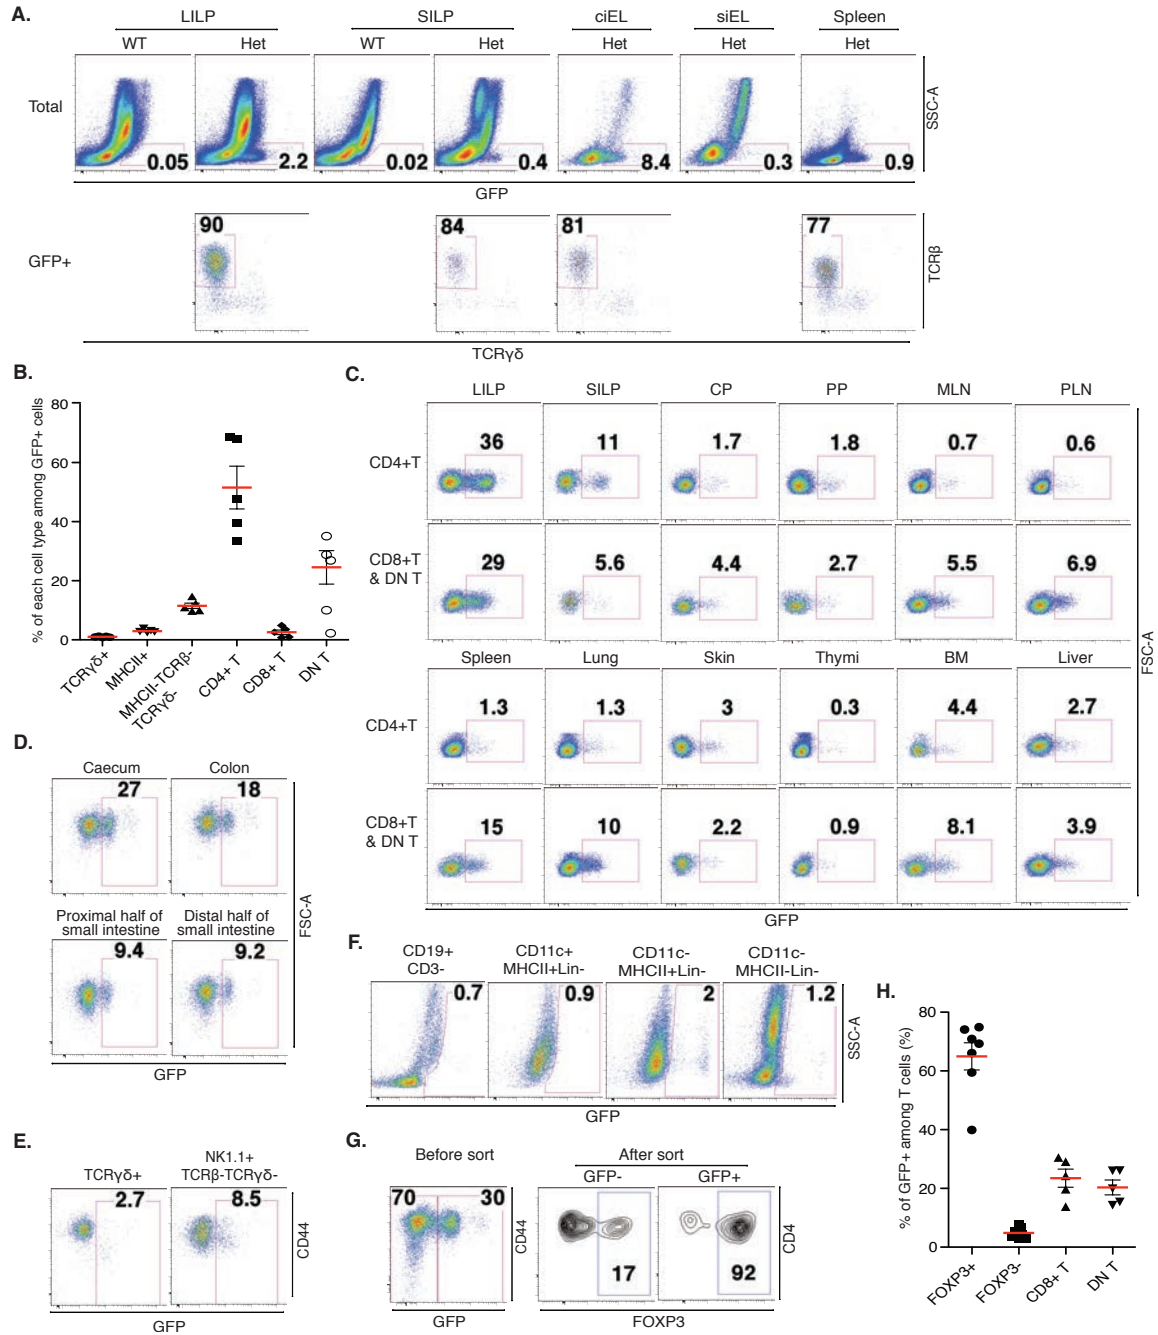 A.
LILP SILP ciEL siEL Spleen
WT Het WT Het Het Het Het
Total
0.05 2.2 0.02 0.4 8.4 0.3 0.9
SSC-A
GFP
GFP+
90 84 81 77
TCRβ
TCRγδ
B.
% of each cell type among GFP+ cells
80
60
40
20
0
TCRγδ+
MHCII+
MHCII-TCRβ-
TCRγδ-
CD4+ T
CD8+ T
DN T
C.
LILP SILP CP PP MLN PLN
CD4+T
36 11 1.7 1.8 0.7 0.6
CD8+T
& DN T
29 5.6 4.4 2.7 5.5 6.9
Spleen Lung Skin Thymi BM Liver
CD4+T
1.3 1.3 3 0.3 4.4 2.7
CD8+T
& DN T
15 10 2.2 0.9 8.1 3.9
FSC-A
GFP
D.
Caecum Colon
27 18
Proximal half of
small intestine
Distal half of
small intestine
9.4 9.2
FSC-A
GFP
E.
TCRγδ+
NK1.1+
TCRβ-TCRγδ-
2.7 8.5
CD44
GFP
F.
CD19+
CD3-
CD11c+
MHCII+Lin-
CD11c-
MHCII+Lin-
CD11c-
MHCII-Lin-
0.7 0.9 2 1.2
SSC-A
GFP
G.
Before sort After sort
GFP- GFP+
70 30
CD44
17 92
CD4
GFP FOXP3
H.
% of GFP+ among T cells (%)
80
60
40
20
0
FOXP3+
FOXP3-
CD8+ T
DN T